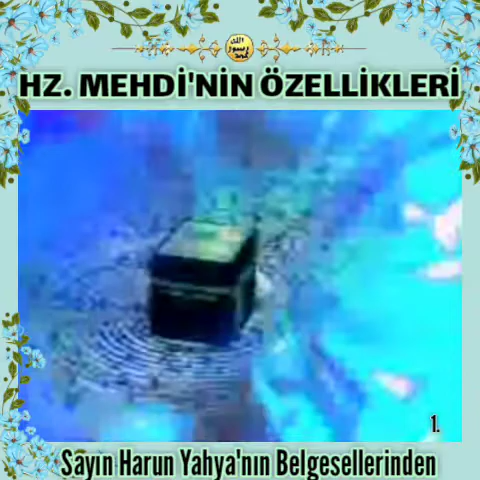 HZ. MEHDİ'NİN ÖZELLİKLERİ
1.
Sayın Harun Yahya'nın Belgesellerinden